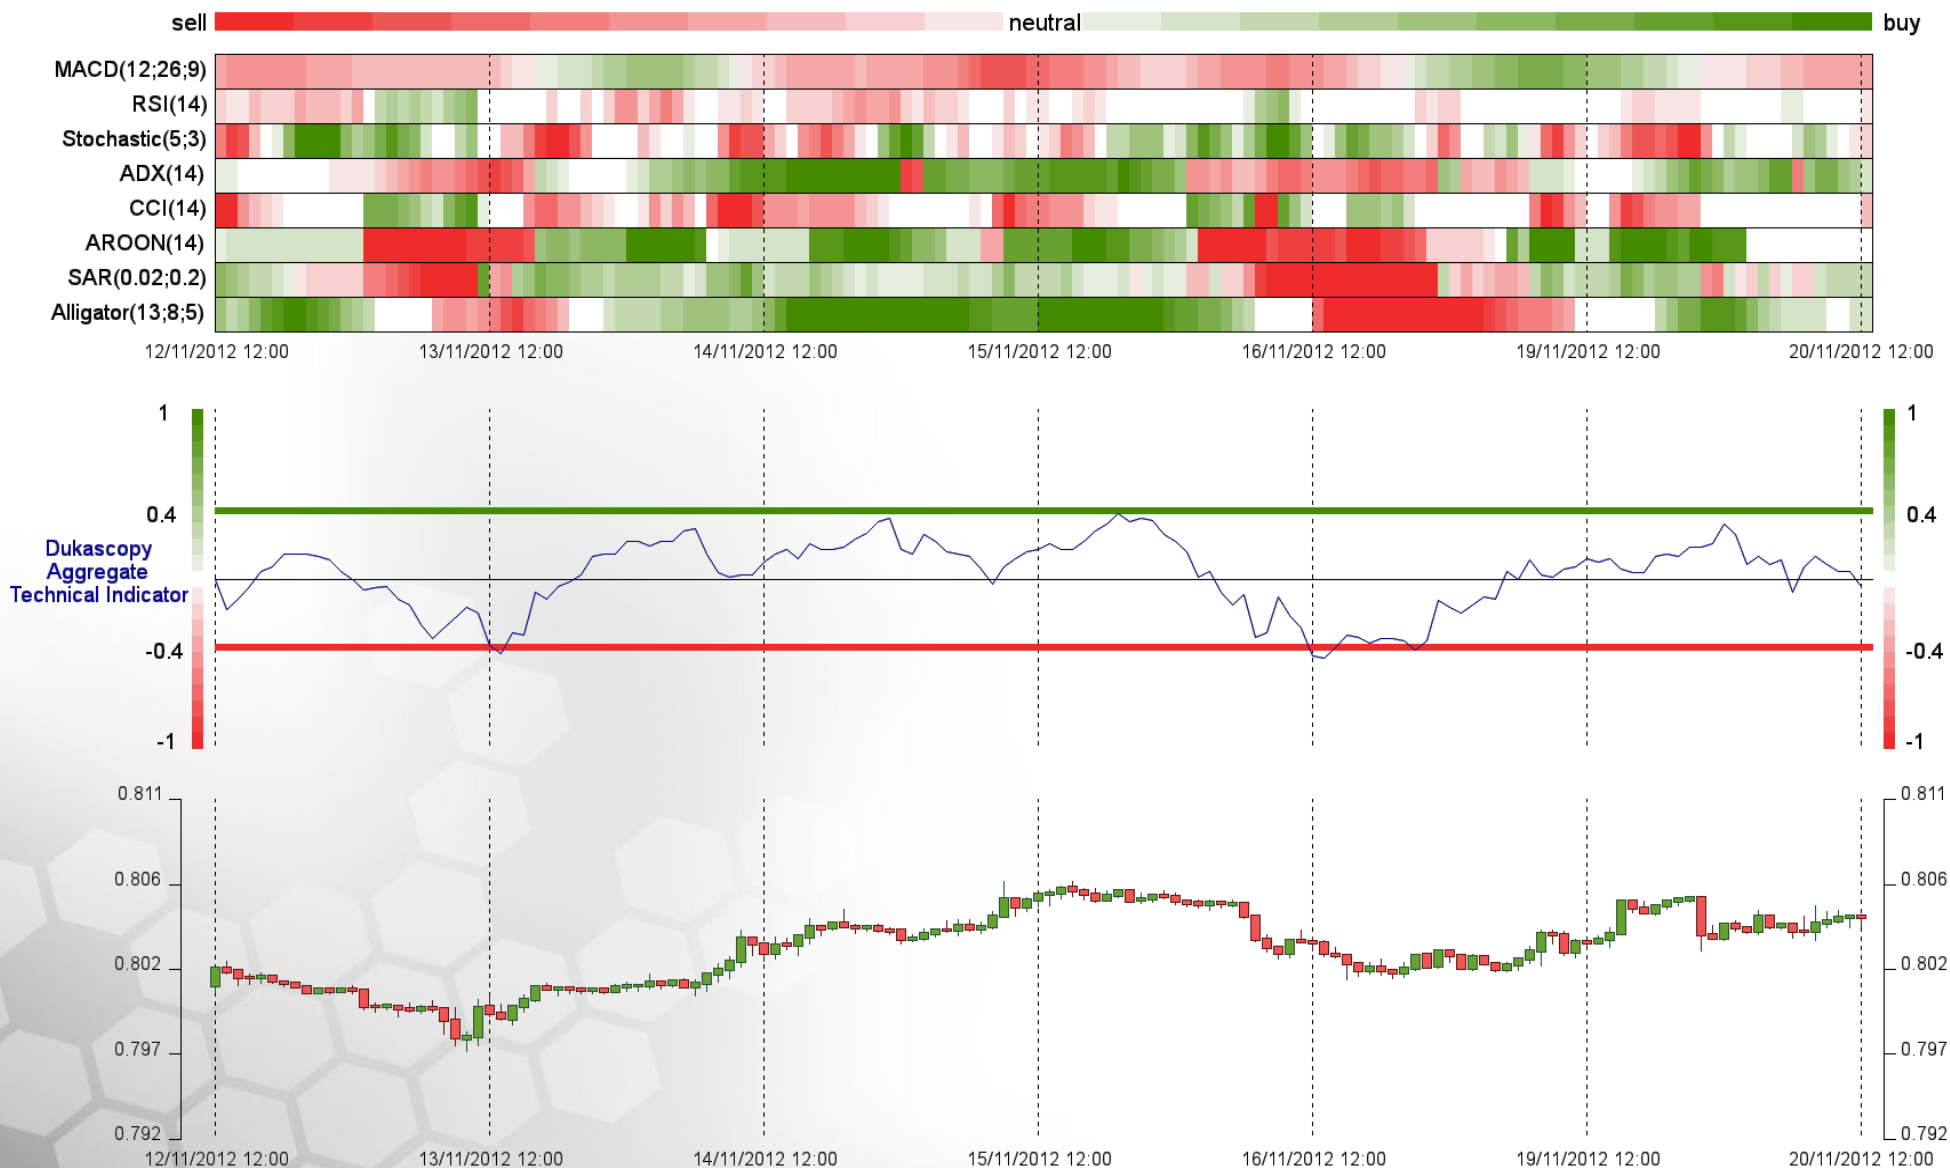 sell neutral buy
MACD(12;26;9)
RSI(14)
Stochastic(5;3)
ADX(14)
CCI(14)
AROON(14)
SAR(0.02;0.2)
Alligator(13;8;5)
12/11/2012 12:00 13/11/2012 12:00 14/11/2012 12:00 15/11/2012 12:00 16/11/2012 12:00 19/11/2012 12:00 20/11/2012 12:00
1 1
0.4 0.4
Dukascopy
Aggregate
Technical Indicator
-0.4 -0.4
-1 -1
0.811 0.811
0.806 0.806
0.802 0.802
0.797 0.797
0.792 0.792
12/11/2012 12:00 13/11/2012 12:00 14/11/2012 12:00 15/11/2012 12:00 16/11/2012 12:00 19/11/2012 12:00 20/11/2012 12:00